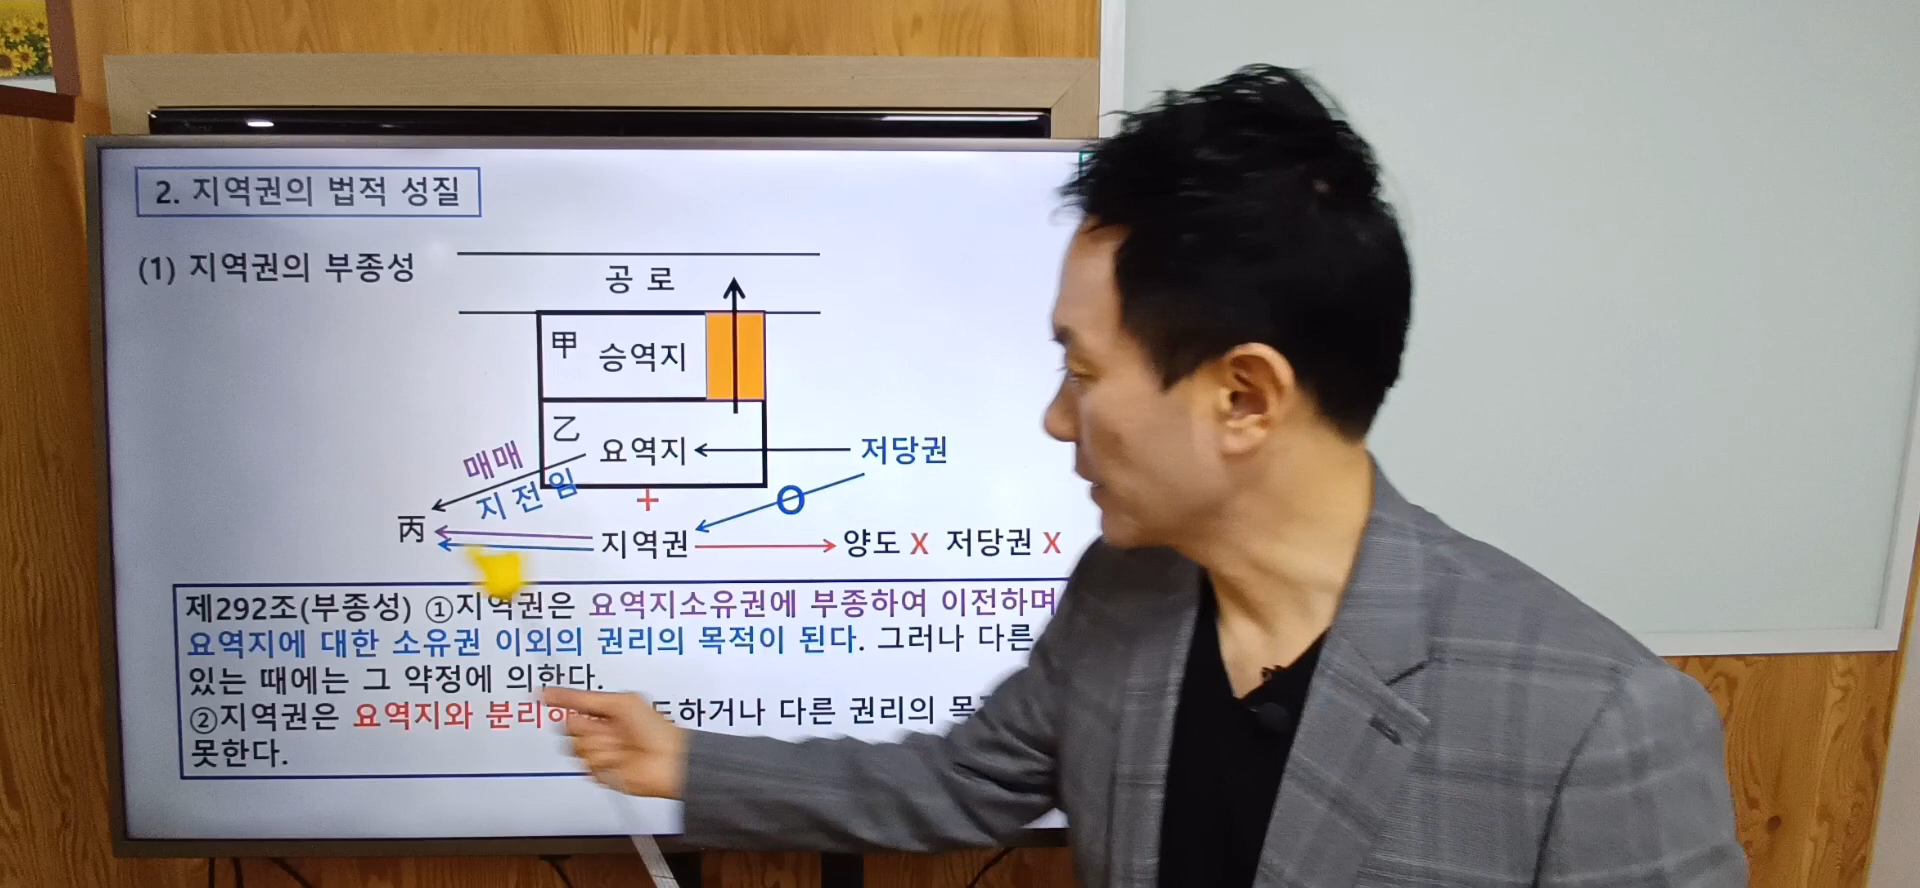 2. 지역권의 법적 성질
(1) 지역권의 부종성
공 로
甲 승역지
乙 요역지 저당권
매매
지 전 임
+ O
丙 지역권 양도 X 저당권 X
제292조(부종성) ①지역권은 요역지소유권에 부종하여 이전하며
요역지에 대한 소유권 이외의 권리의 목적이 된다. 그러나 다른
있는 때에는 그 약정에 의한다.
②지역권은 요역지와 분리하 도하거나 다른 권리의
못한다.